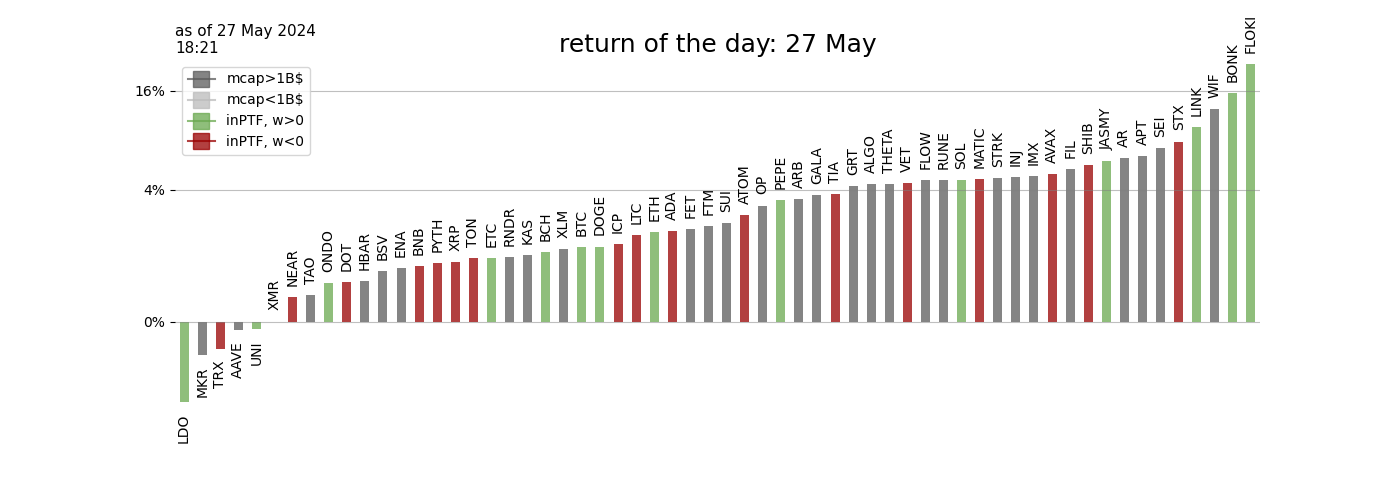 as of 27 May 2024
18:21
return of the day: 27 May
mcap>1B$
mcap<1B$
inPTF, w>0
inPTF, w<0
16%
4%
0%
LDO
MKR
TRX
AAVE
UNI
XMR
NEAR
TAO
ONDO
DOT
HBAR
BSV
ENA
BNB
PYTH
XRP
TON
ETC
RNDR
KAS
BCH
XLM
BTC
DOGE
ICP
LTC
ETH
ADA
FET
FTM
SUI
ATOM
OP
PEPE
ARB
GALA
TIA
GRT
ALGO
THETA
VET
FLOW
RUNE
SOL
MATIC
STRK
INJ
IMX
AVAX
FIL
SHIB
JASMY
AR
APT
SEI
STX
LINK
WIF
BONK
FLOKI